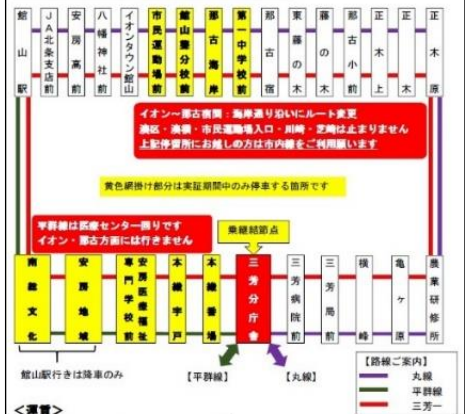 館山駅
JA北条支店前
安房高前
八幡神社前
イオンタウン館山
市民運動場前
館山警分校前
那古海岸
第一中学校前
那古宿
東藤の木
藤の木
那古小前
正木上
正木
正木原
イオン～那古宿間:海岸通り沿いにルート変更
湊区・湊橋・市民運動場入口・川崎・芝崎は止まりません
上記停留所にお越しの方は市内線をご利用願います
黄色網掛け部分は実証期間中のみ停車する箇所です
平群線は医療センター回りです
イオン・那古方面には行きません
乗継結節点
南総文化
安房地域
安房医療福祉
専門学校前
本織宇戸
本織番場
三芳分庁舎
三芳病院前
三芳局前
横峰
亀ヶ原
農業研修所
館山駅行きは降車のみ
【平群線】
【丸線】
【路線ご案内】
丸線
平群線
三芳ー
＜運賃＞